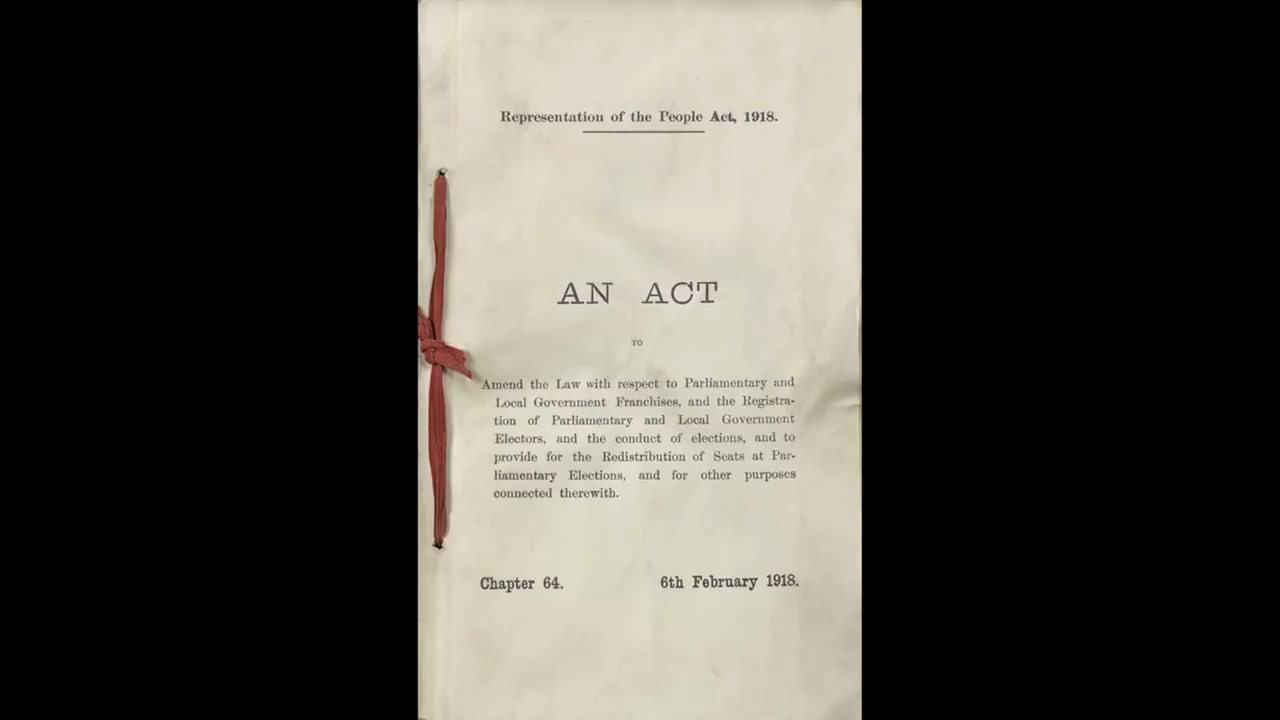 Representation of the People Act, 1918.
AN ACT
TO
Amend the Law with respect to Parliamentary and
Local Government Franchises, and the Registra-
tion of Parliamentary and Local Government
Electors, and the conduct of elections, and to
provide for the Redistribution of Seats at Par-
liamentary Elections, and for other purposes
connected therewith.
Chapter 64. 6th February 1918.